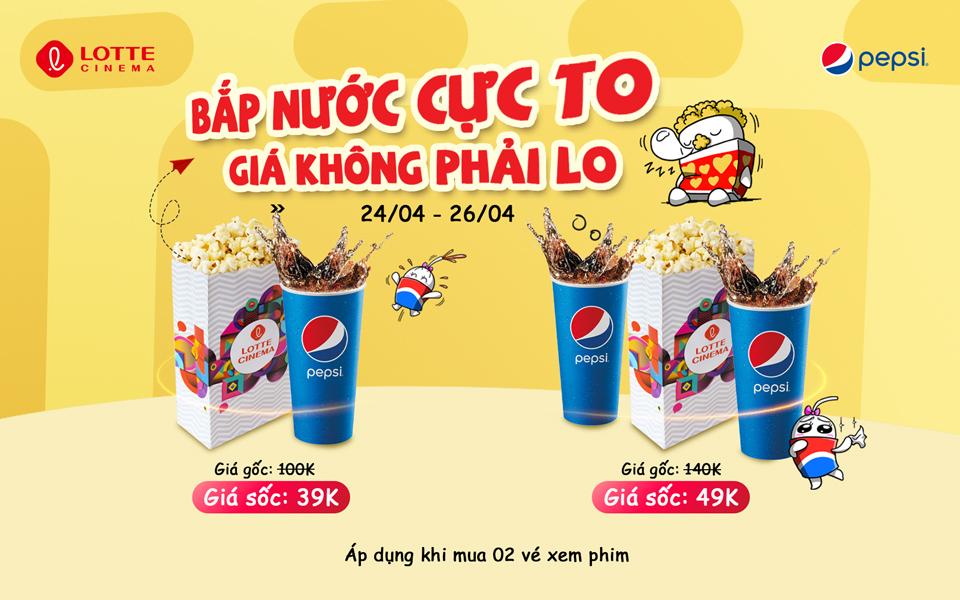 LOTTE
CINEMA
pepsi
BẮP NƯỚC CỰC TO
GIÁ KHÔNG PHẢI LO
24/04 - 26/04
LOTTE
CINEMA
pepsi
pepsi
LOTTE
CINEMA
pepsi
Giá gốc: 100K
Giá sốc: 39K
Giá gốc: 140K
Giá sốc: 49K
Áp dụng khi mua 02 vé xem phim